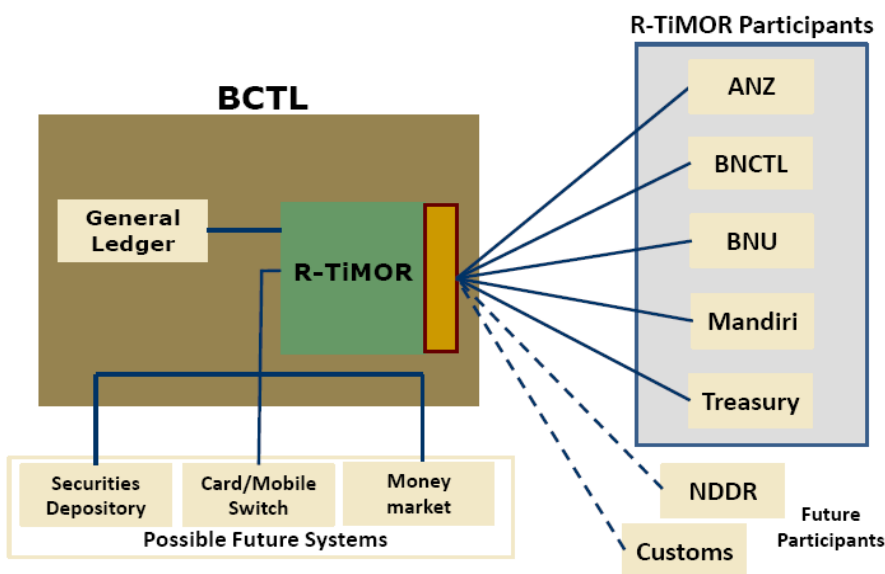 R-TiMOR Participants
BCTL
ANZ
BNCTL
BNU
Mandiri
Treasury
General
Ledger
R-TiMOR
Securities
Depository
Card/Mobile
Switch
Money
market
Possible Future Systems
NDDR
Customs
Future
Participants